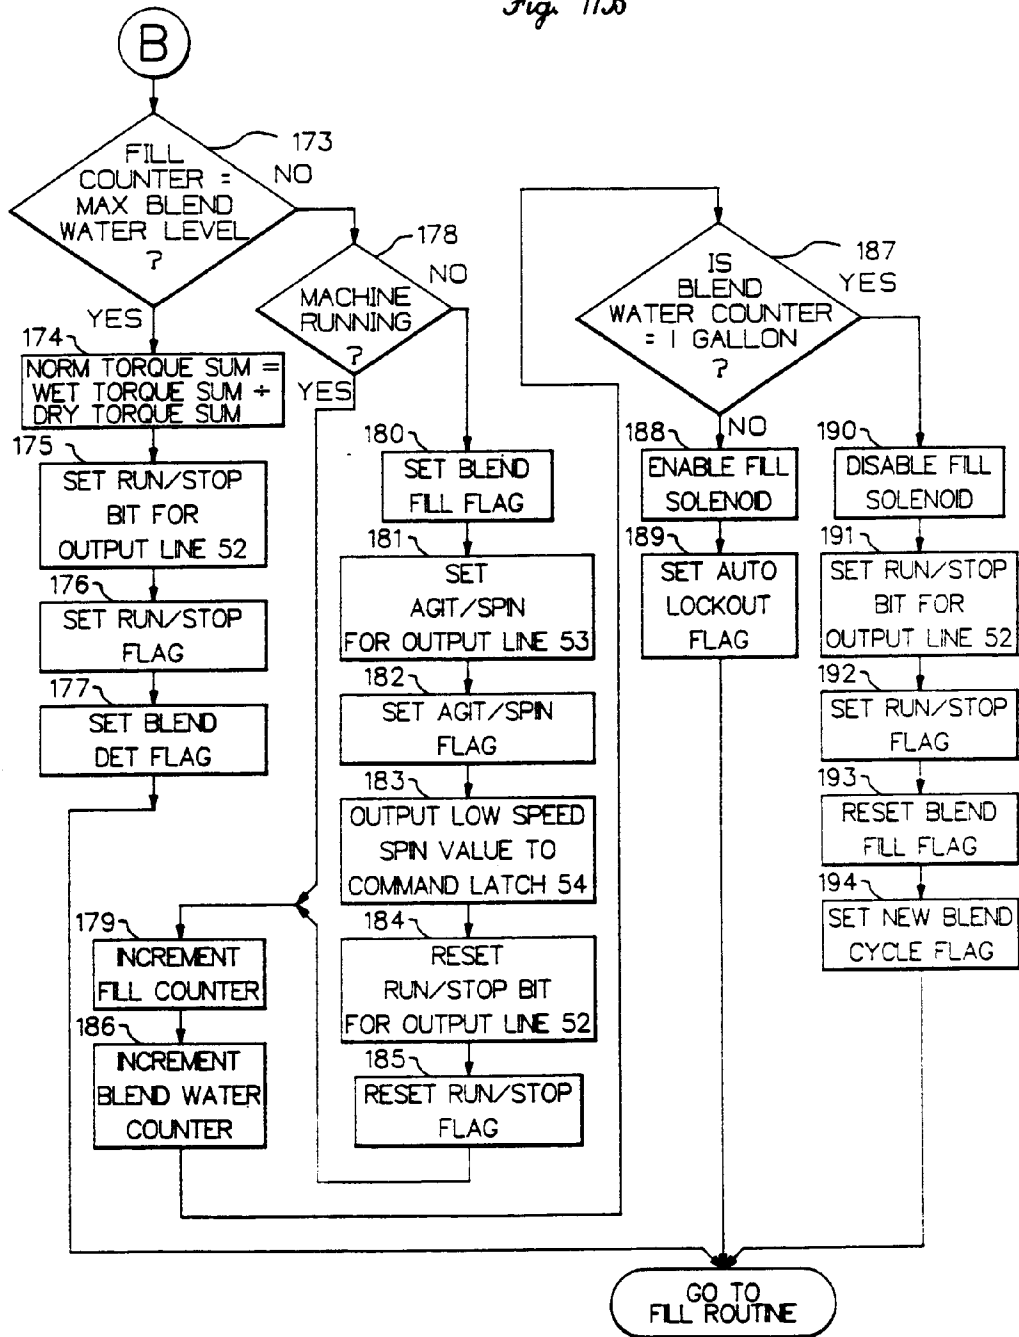 Fig. 11B
B
173
FILL
COUNTER =
MAX BLEND
WATER LEVEL
?
NO
YES
174
NORM TORQUE SUM =
WET TORQUE SUM ÷
DRY TORQUE SUM
175
SET RUN/STOP
BIT FOR
OUTPUT LINE 52
176
SET RUN/STOP
FLAG
177
SET BLEND
DET FLAG
178
MACHINE
RUNNING
?
NO
YES
180
SET BLEND
FILL FLAG
181
SET
AGIT/SPIN
FOR OUTPUT LINE 53
182
SET AGIT/SPIN
FLAG
183
OUTPUT LOW SPEED
SPIN VALUE TO
COMMAND LATCH 54
184
RESET
RUN/STOP BIT
FOR OUTPUT LINE 52
185
RESET RUN/STOP
FLAG
179
INCREMENT
FILL COUNTER
186
INCREMENT
BLEND WATER
COUNTER
187
IS
BLEND
WATER COUNTER
= 1 GALLON
?
YES
NO
188
ENABLE FILL
SOLENOID
189
SET AUTO
LOCKOUT
FLAG
190
DISABLE FILL
SOLENOID
191
SET RUN/STOP
BIT FOR
OUTPUT LINE 52
192
SET RUN/STOP
FLAG
193
RESET BLEND
FILL FLAG
194
SET NEW BLEND
CYCLE FLAG
GO TO
FILL ROUTINE